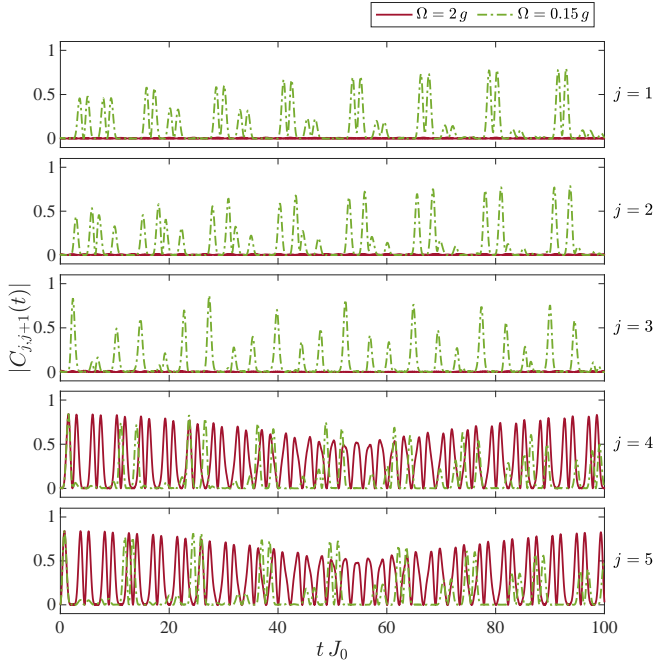 Ω = 2 g Ω = 0.15 g
1
0.5
0
j = 1
1
0.5
0
j = 2
1
0.5
0
j = 3
1
0.5
0
j = 4
1
0.5
0
j = 5
|C_{j,j+1}(t)|
0 20 40 60 80 100
t J_0